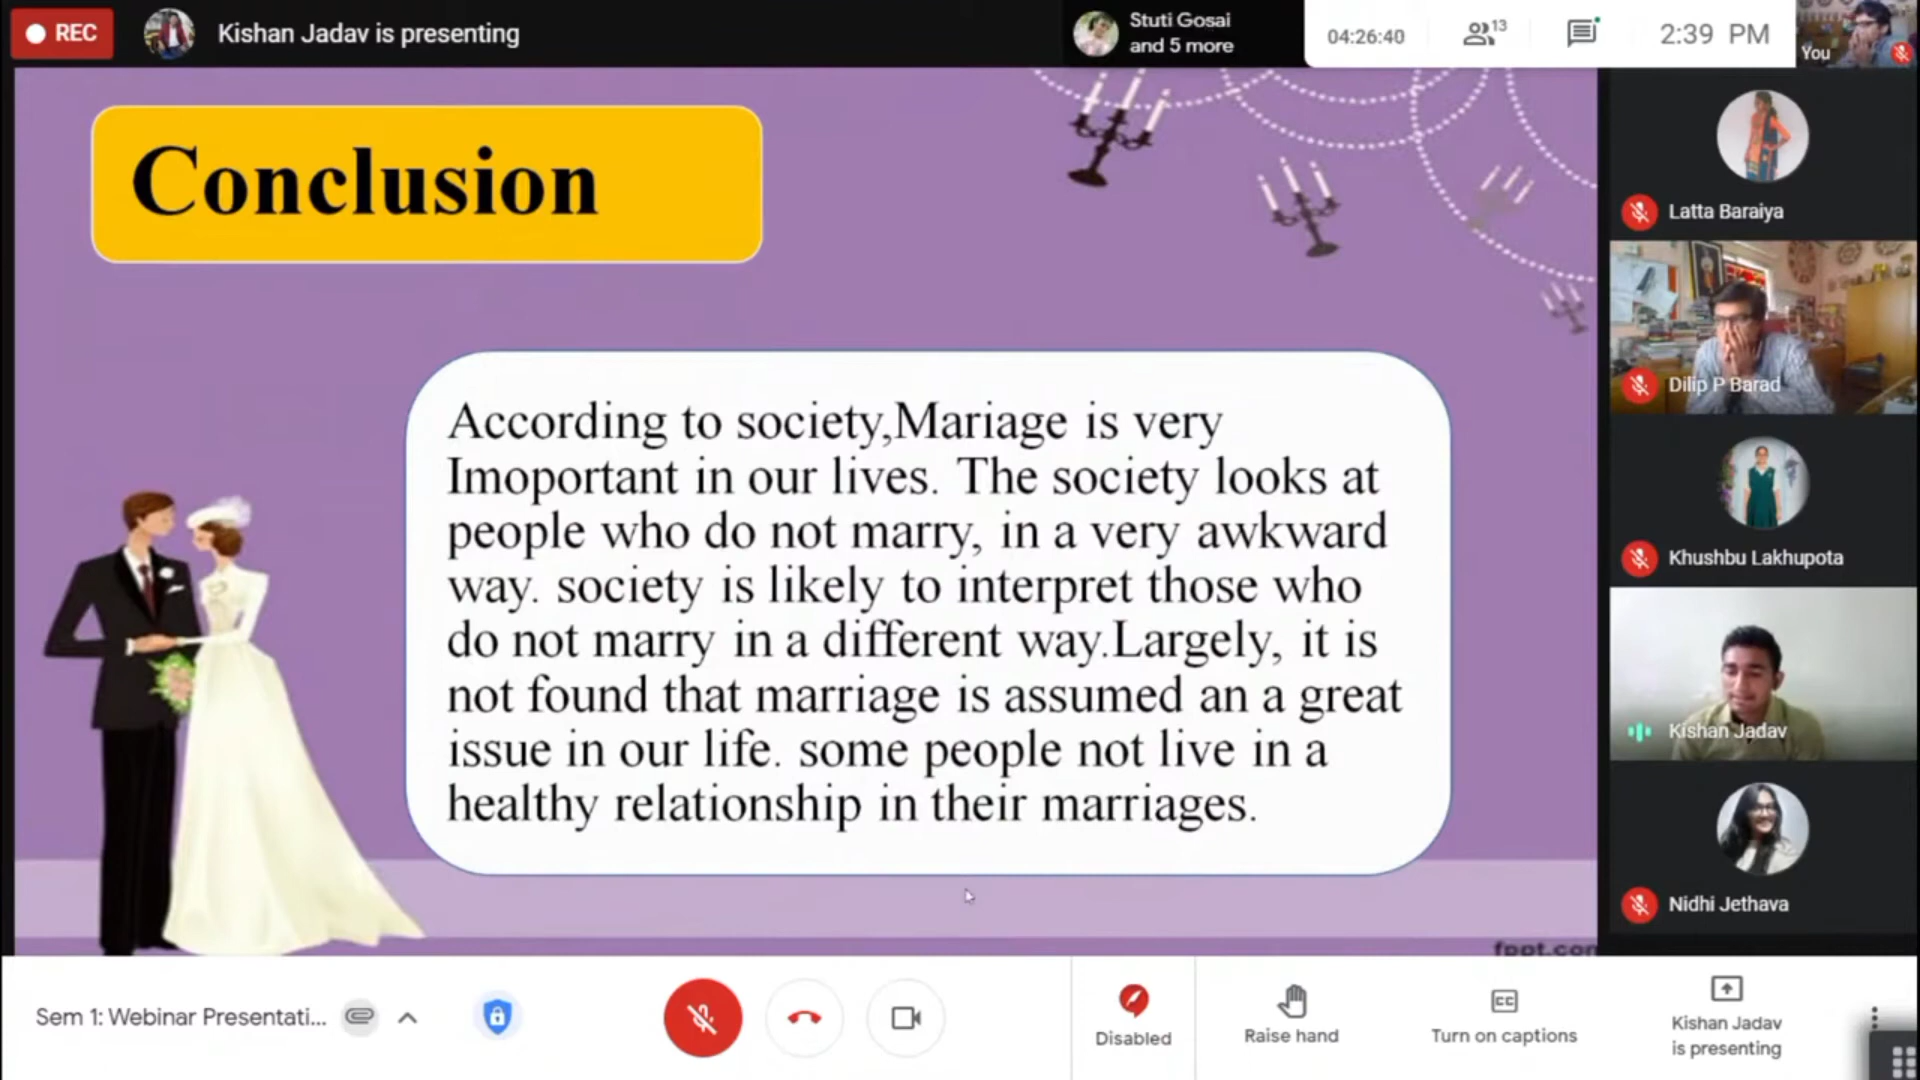 REC
Kishan Jadav is presenting
Stuti Gosai
and 5 more
04:26:40
13
2:39 PM
You
Conclusion
According to society,Mariage is very
Imoportant in our lives. The society looks at
people who do not marry, in a very awkward
way. society is likely to interpret those who
do not marry in a different way.Largely, it is
not found that marriage is assumed an a great
issue in our life. some people not live in a
healthy relationship in their marriages.
fppt.com
Latta Baraiya
Dilip P Barad
Khushbu Lakhupota
Kishan Jadav
Nidhi Jethava
Sem 1: Webinar Presentati...
Disabled
Raise hand
CC
Turn on captions
Kishan Jadav
is presenting